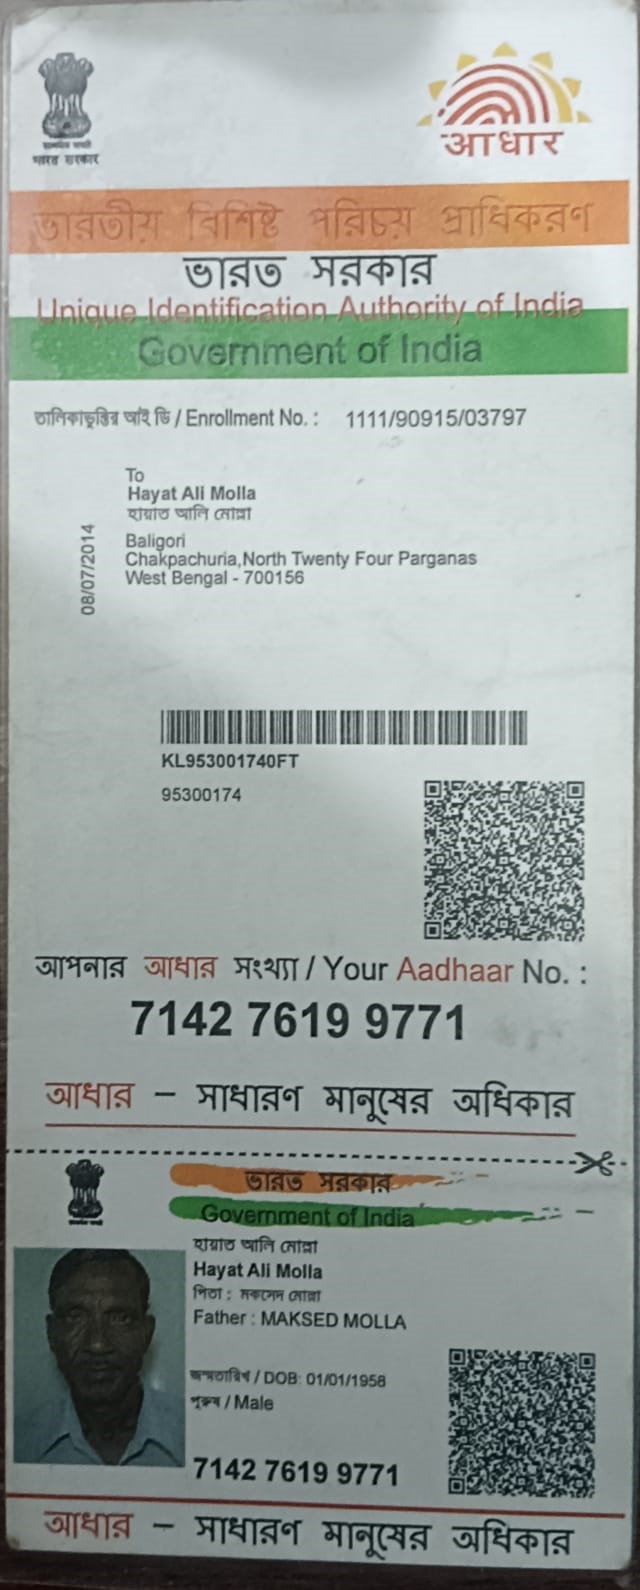 भारत सरकार
आधार
ভারতীয় বিশিষ্ট পরিচয় প্রাধিকরণ
ভারত সরকার
Unique Identification Authority of India
Government of India
তালিকাভুক্তির আই ডি / Enrollment No. : 1111/90915/03797
To
Hayat Ali Molla
হায়াত আলি মোল্লা
Baligori
Chakpachuria,North Twenty Four Parganas
West Bengal - 700156
08/07/2014
KL953001740FT
95300174
আপনার আধার সংখ্যা / Your Aadhaar No. :
7142 7619 9771
আধার – সাধারণ মানুষের অধিকার
ভারত সরকার
Government of India
হায়াত আলি মোল্লা
Hayat Ali Molla
পিতা : মকসেদ মোল্লা
Father : MAKSED MOLLA
জন্মতারিখ / DOB: 01/01/1958
পুরুষ / Male
7142 7619 9771
আধার – সাধারণ মানুষের অধিকার